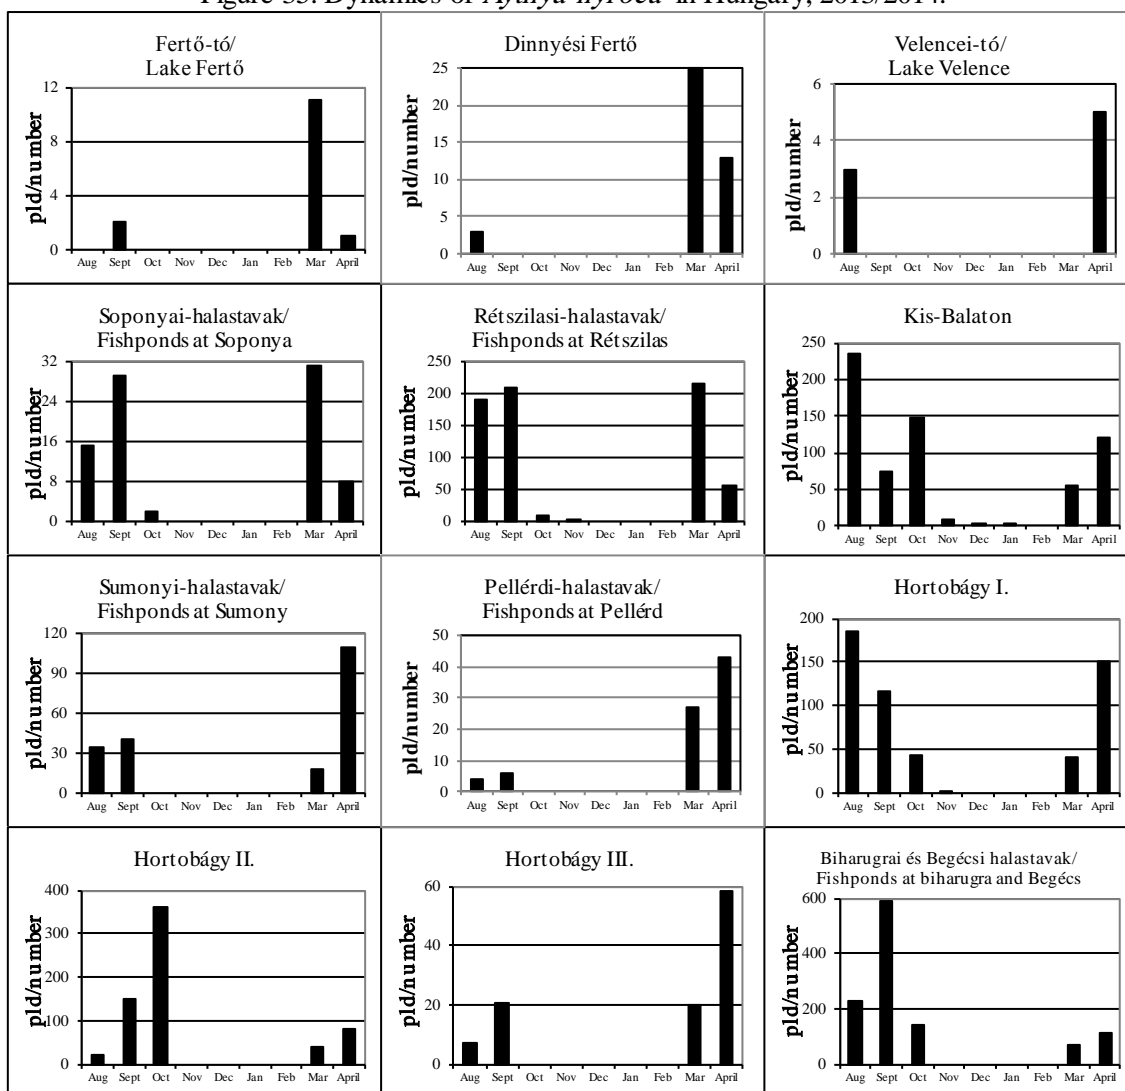 Figure 35. Dynamics of Aythya nyroca in Hungary, 2013/2014.
Fertő-tó/
Lake Fertő
pld/number
12
8
4
0
Aug Sept Oct Nov Dec Jan Feb Mar April
Dinnyési Fertő
pld/number
25
20
15
10
5
0
Aug Sept Oct Nov Dec Jan Feb Mar April
Velencei-tó/
Lake Velence
pld/number
6
4
2
0
Aug Sept Oct Nov Dec Jan Feb Mar April
Soponyai-halastavak/
Fishponds at Soponya
pld/number
32
24
16
8
0
Aug Sept Oct Nov Dec Jan Feb Mar April
Rétszilasi-halastavak/
Fishponds at Rétszilas
pld/number
250
200
150
100
50
0
Aug Sept Oct Nov Dec Jan Feb Mar April
Kis-Balaton
pld/number
250
200
150
100
50
0
Aug Sept Oct Nov Dec Jan Feb Mar April
Sumonyi-halastavak/
Fishponds at Sumony
pld/number
120
90
60
30
0
Aug Sept Oct Nov Dec Jan Feb Mar April
Pellérdi-halastavak/
Fishponds at Pellérd
pld/number
50
40
30
20
10
0
Aug Sept Oct Nov Dec Jan Feb Mar April
Hortobágy I.
pld/number
200
150
100
50
0
Aug Sept Oct Nov Dec Jan Feb Mar April
Hortobágy II.
pld/number
400
300
200
100
0
Aug Sept Oct Nov Dec Jan Feb Mar April
Hortobágy III.
pld/number
60
40
20
0
Aug Sept Oct Nov Dec Jan Feb Mar April
Biharugrai és Begécsi halastavak/
Fishponds at biharugra and Begécs
pld/number
600
400
200
0
Aug Sept Oct Nov Dec Jan Feb Mar April